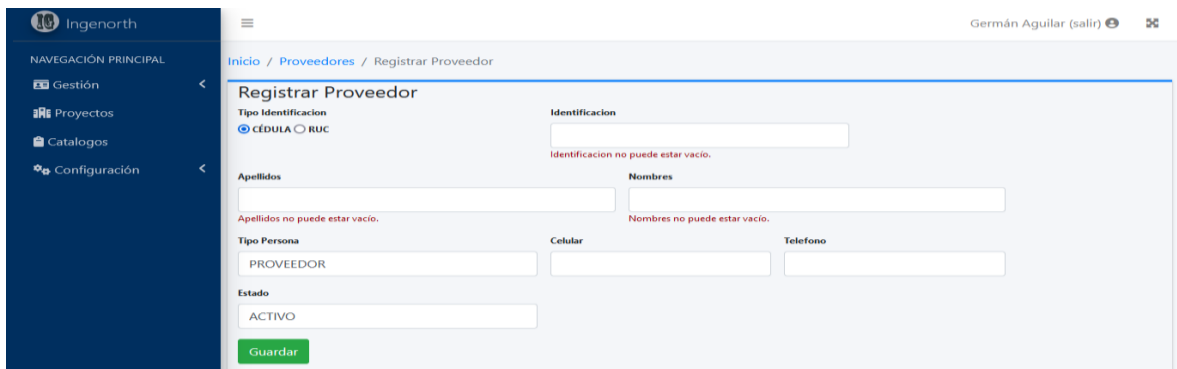 IG Ingenorth
Germán Aguilar (salir)
NAVEGACIÓN PRINCIPAL
Gestión
Proyectos
Catalogos
Configuración
Inicio / Proveedores / Registrar Proveedor
Registrar Proveedor
Tipo Identificacion
CÉDULA RUC
Identificacion
Identificacion no puede estar vacío.
Apellidos
Apellidos no puede estar vacío.
Nombres
Nombres no puede estar vacío.
Tipo Persona
PROVEEDOR
Celular
Telefono
Estado
ACTIVO
Guardar